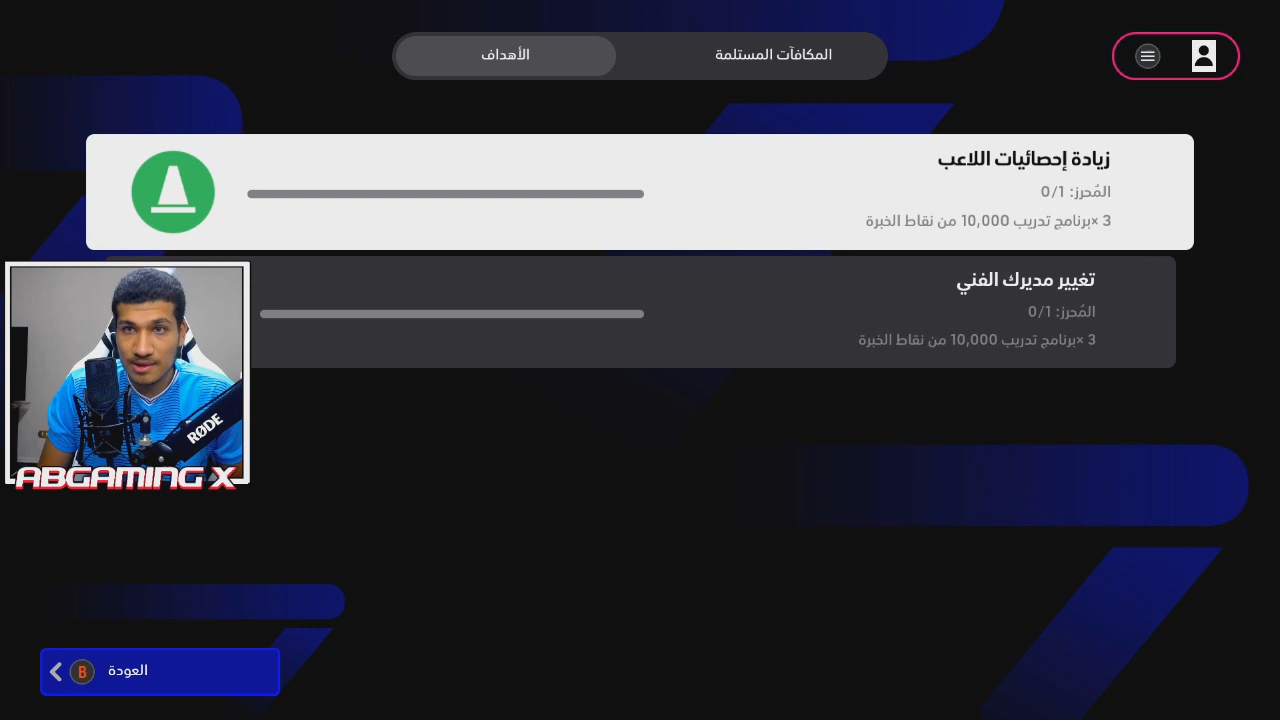 المكافآت المستلمة
الأهداف
زيادة إحصائيات اللاعب
المُحرز: 0/1
3 ×برنامج تدريب 10,000 من نقاط الخبرة
تغيير مديرك الفني
المُحرز: 0/1
3 ×برنامج تدريب 10,000 من نقاط الخبرة
RØDE
ABGAMING X
العودة
B